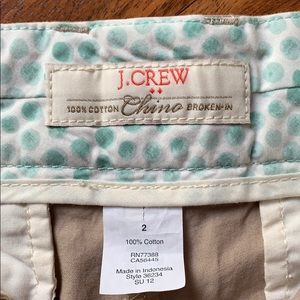 J.CREW
100% COTTON Chino BROKEN-IN
2
100% Cotton
RN77388
CA56445
Made in Indonesia
Style 36234
SU 12